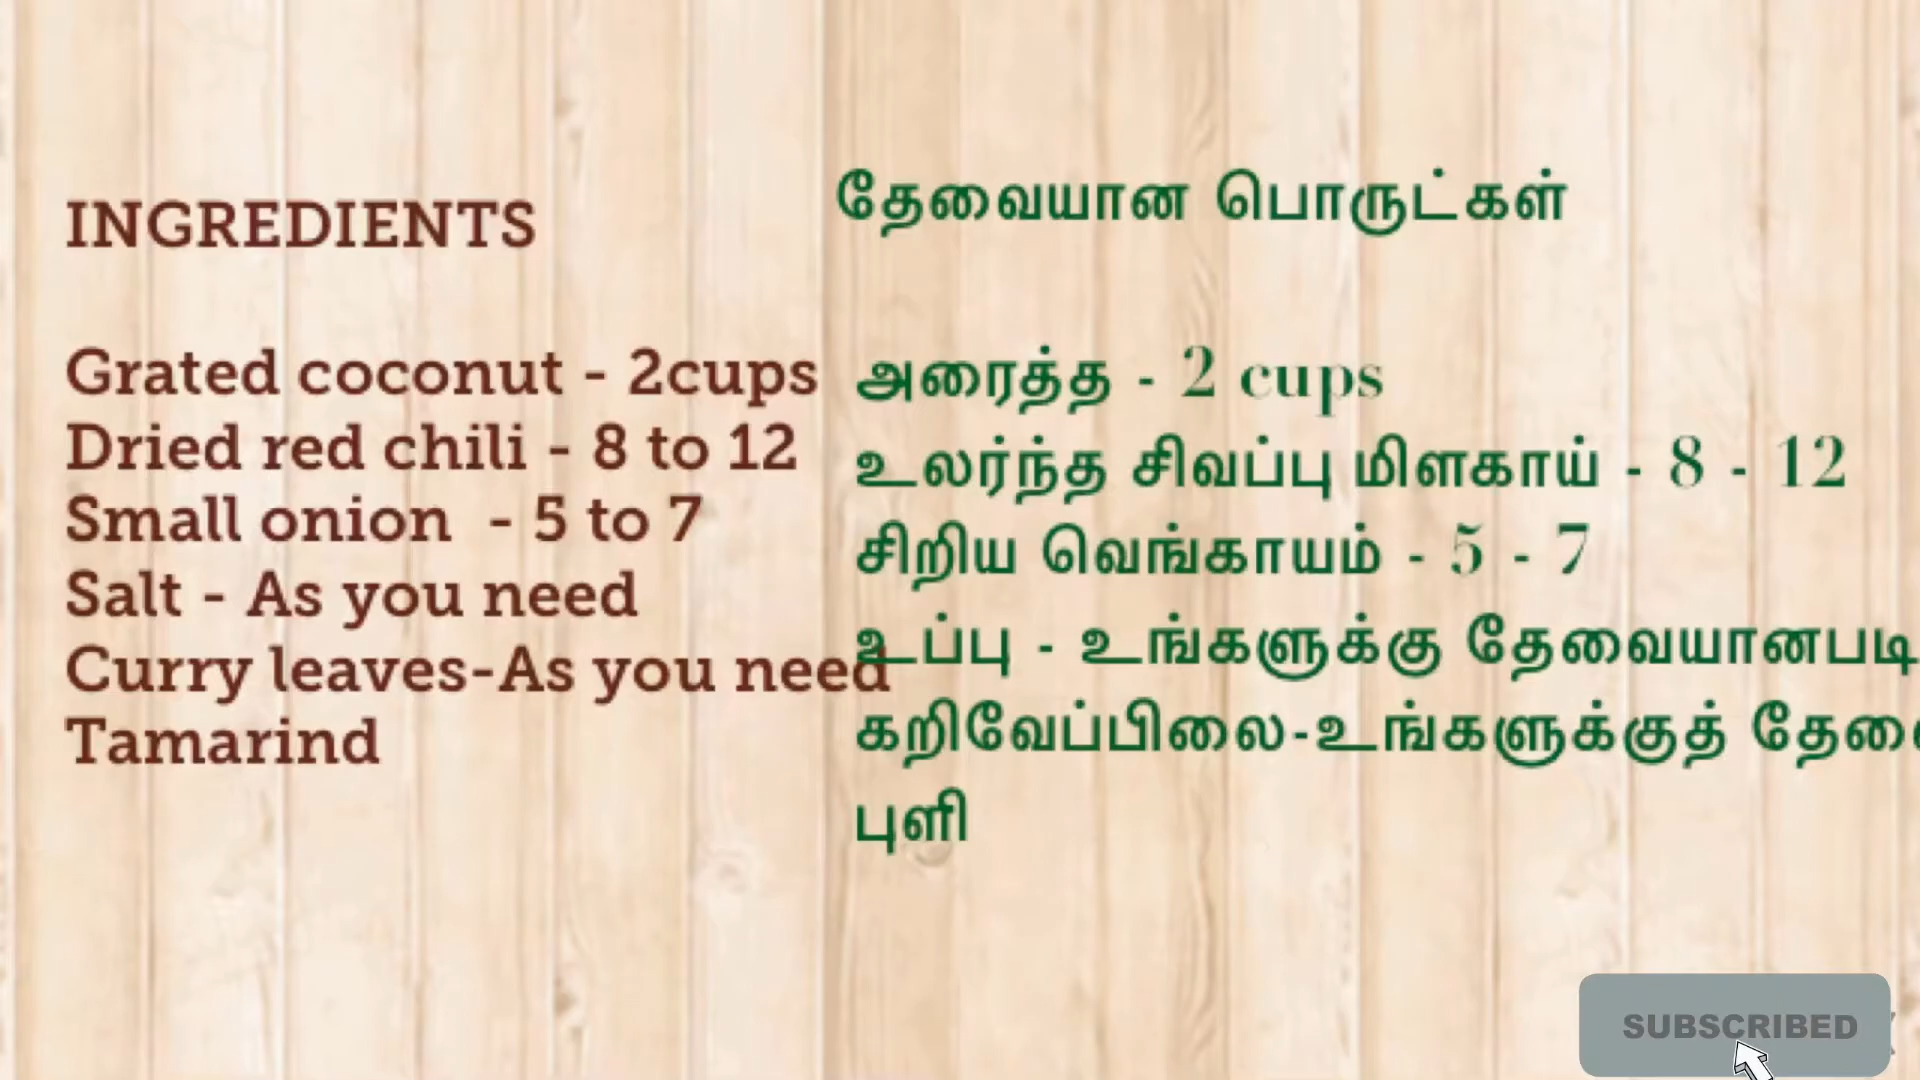 INGREDIENTS
Grated coconut - 2cups
Dried red chili - 8 to 12
Small onion - 5 to 7
Salt - As you need
Curry leaves-As you need
Tamarind
தேவையான பொருட்கள்
அரைத்த - 2 cups
உலர்ந்த சிவப்பு மிளகாய் - 8 - 12
சிறிய வெங்காயம் - 5 - 7
உப்பு - உங்களுக்கு தேவையானபடி
கறிவேப்பிலை-உங்களுக்குத்
புளி
SUBSCRIBED